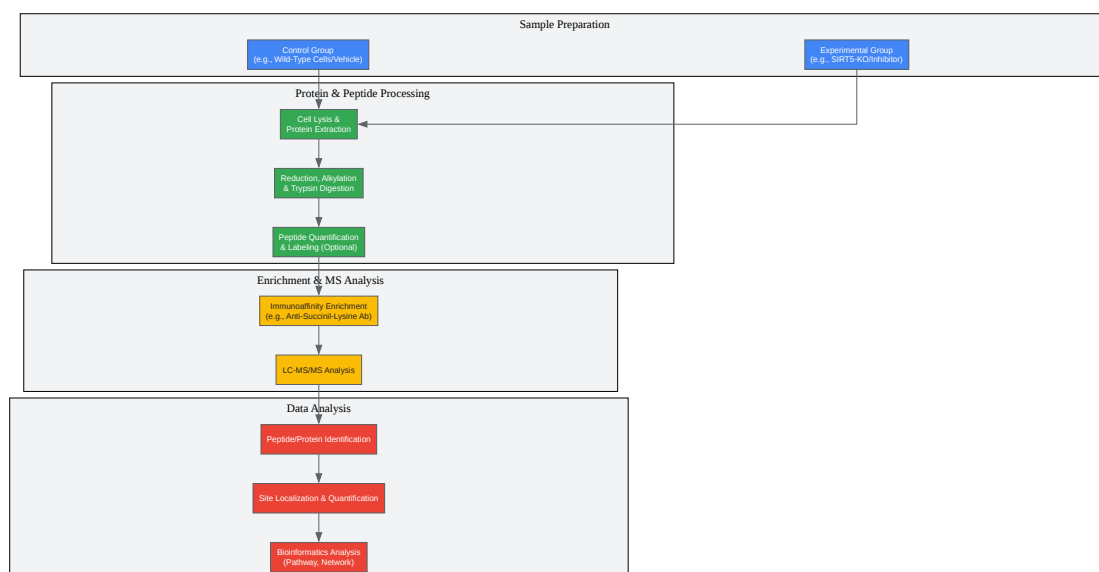 Sample Preparation
Control Group
(e.g., Wild-Type Cells/Vehicle)
Experimental Group
(e.g., SIRT5-KO/Inhibitor)
Protein & Peptide Processing
Cell Lysis &
Protein Extraction
Reduction, Alkylation
& Trypsin Digestion
Peptide Quantification
& Labeling (Optional)
Enrichment & MS Analysis
Immunoaffinity Enrichment
(e.g., Anti-Succinil-Lysine Ab)
LC-MS/MS Analysis
Data Analysis
Peptide/Protein Identification
Site Localization & Quantification
Bioinformatics Analysis
(Pathway, Network)